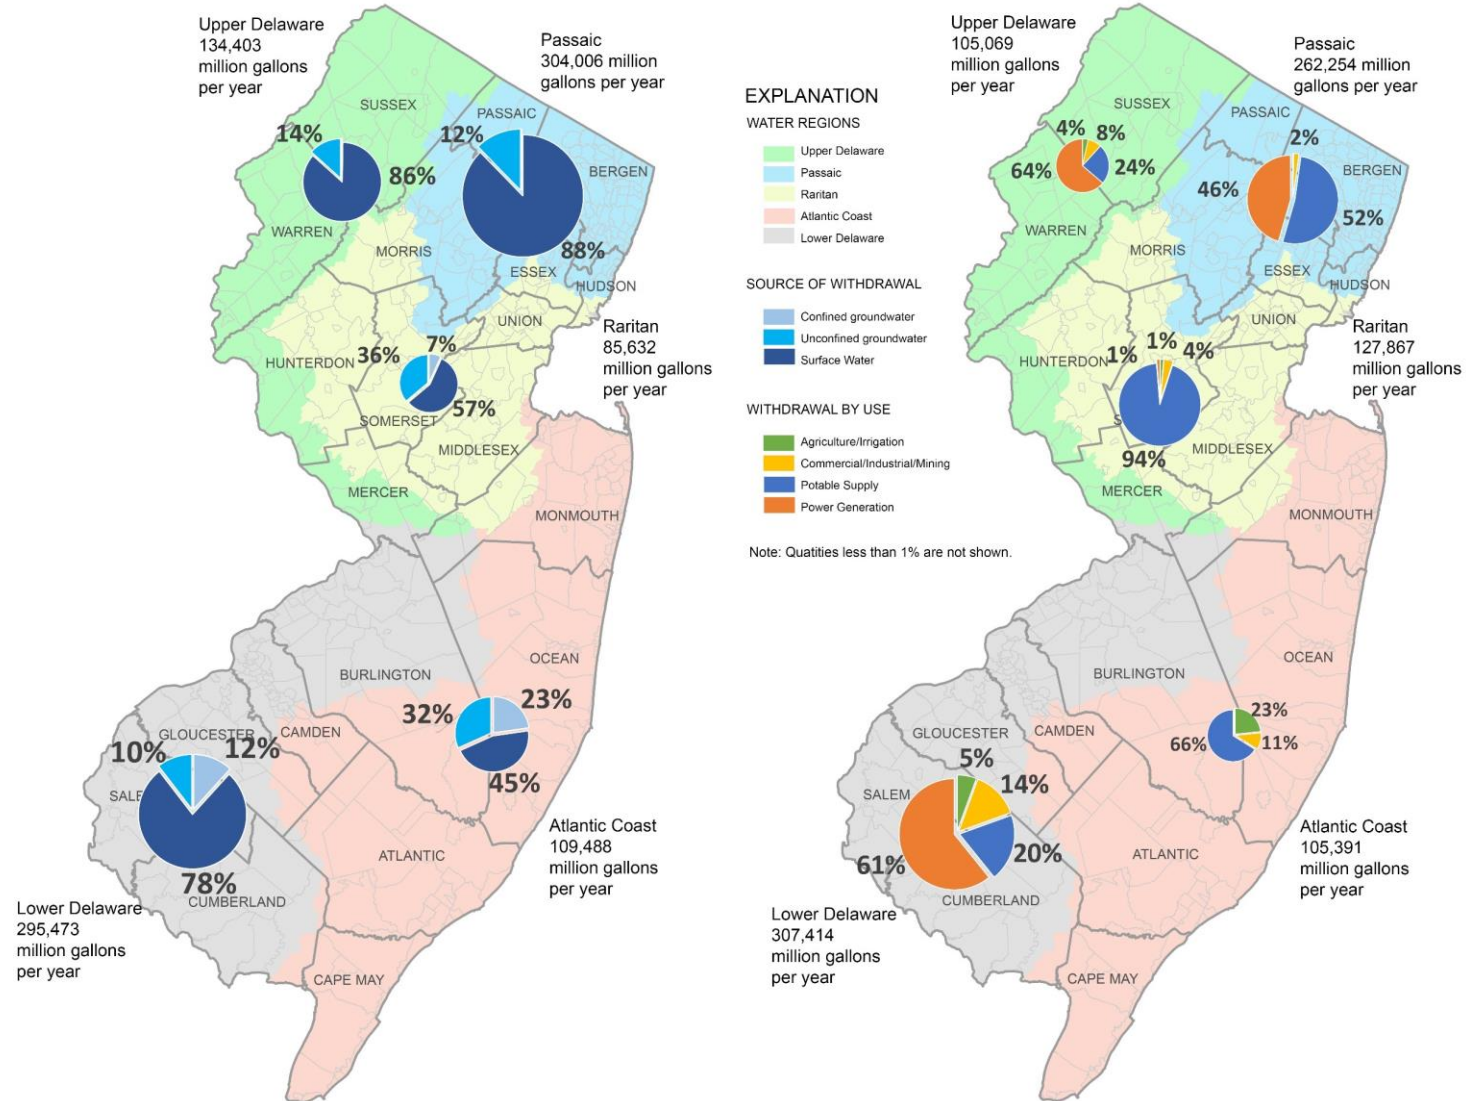 Upper Delaware
134,403
million gallons
per year
Passaic
304,006 million
gallons per year
SUSSEX
PASSAIC
14%
12%
86%
BERGEN
WARREN
MORRIS
88%
ESSEX
HUDSON
UNION
Raritan
85,632
million gallons
per year
HUNTERDON
36%
7%
57%
SOMERSET
MIDDLESEX
MERCER
MONMOUTH
OCEAN
BURLINGTON
32%
23%
45%
GLOUCESTER
CAMDEN
10%
12%
SALE
78%
CUMBERLAND
ATLANTIC
Atlantic Coast
109,488
million gallons
per year
Lower Delaware
295,473
million gallons
per year
CAPE MAY
EXPLANATION
WATER REGIONS
Upper Delaware
Passaic
Raritan
Atlantic Coast
Lower Delaware
SOURCE OF WITHDRAWAL
Confined groundwater
Unconfined groundwater
Surface Water
WITHDRAWAL BY USE
Agriculture/Irrigation
Commercial/Industrial/Mining
Potable Supply
Power Generation
Note: Quatities less than 1% are not shown.
Upper Delaware
105,069
million gallons
per year
Passaic
262,254 million
gallons per year
SUSSEX
PASSAIC
4%
8%
2%
64%
24%
BERGEN
46%
52%
WARREN
MORRIS
ESSEX
HUDSON
UNION
Raritan
127,867
million gallons
per year
HUNTERDON
1%
1%
4%
S
94%
MIDDLESEX
MERCER
MONMOUTH
OCEAN
BURLINGTON
23%
66%
11%
GLOUCESTER
CAMDEN
5%
14%
SALEM
61%
20%
CUMBERLAND
ATLANTIC
Atlantic Coast
105,391
million gallons
per year
Lower Delaware
307,414
million gallons
per year
CAPE MAY